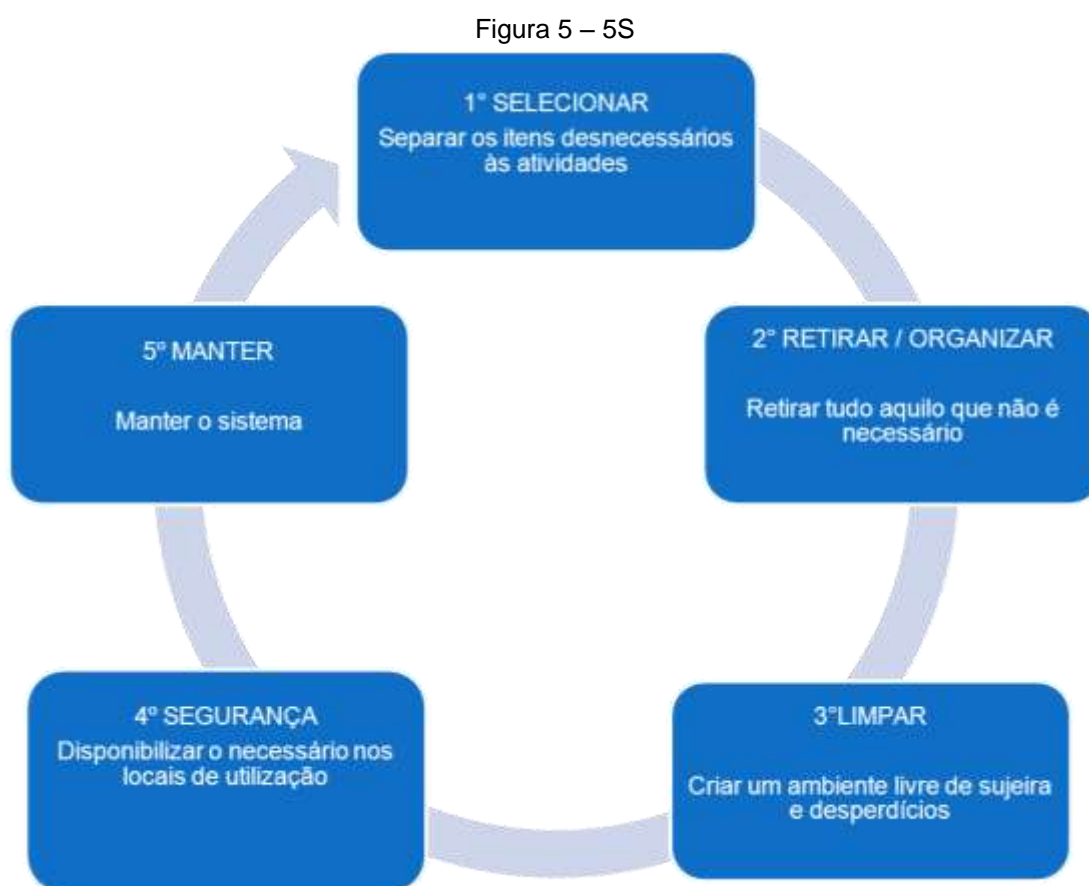 Figura 5 – 5S
1° SELECIONAR
Separar os itens desnecessários
às atividades
2° RETIRAR / ORGANIZAR
Retirar tudo aquilo que não é
necessário
3°LIMPAR
Criar um ambiente livre de sujeira
e desperdícios
4º SEGURANÇA
Disponibilizar o necessário nos
locais de utilização
5º MANTER
Manter o sistema